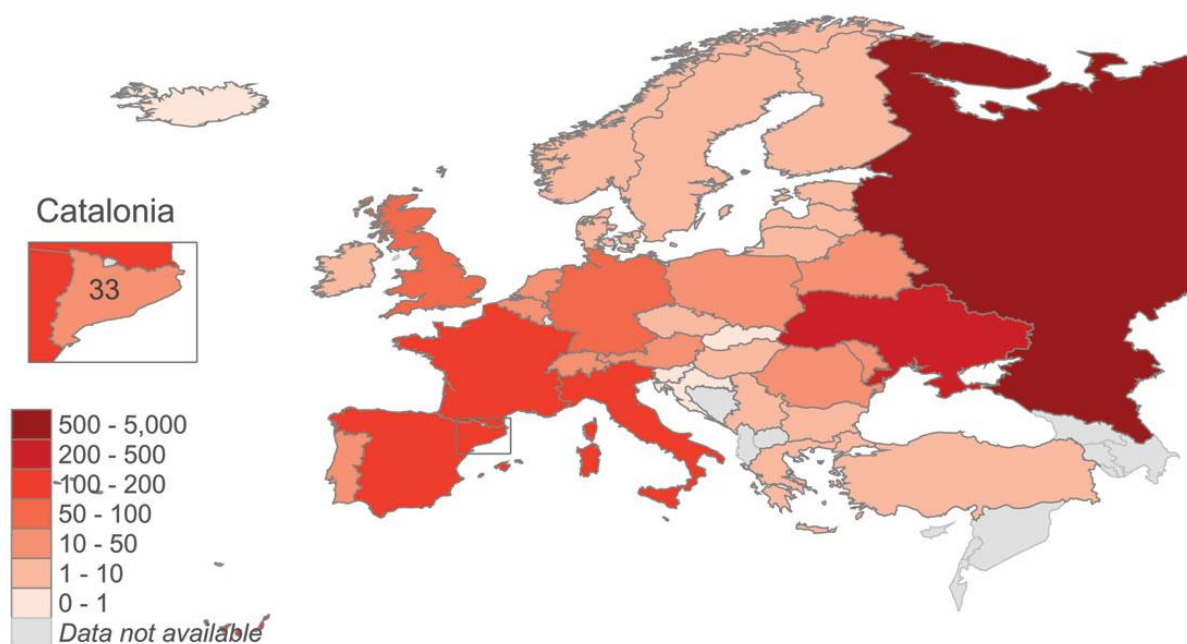 Catalonia
33
500 - 5,000
200 - 500
100 - 200
50 - 100
10 - 50
1 - 10
0 - 1
Data not available